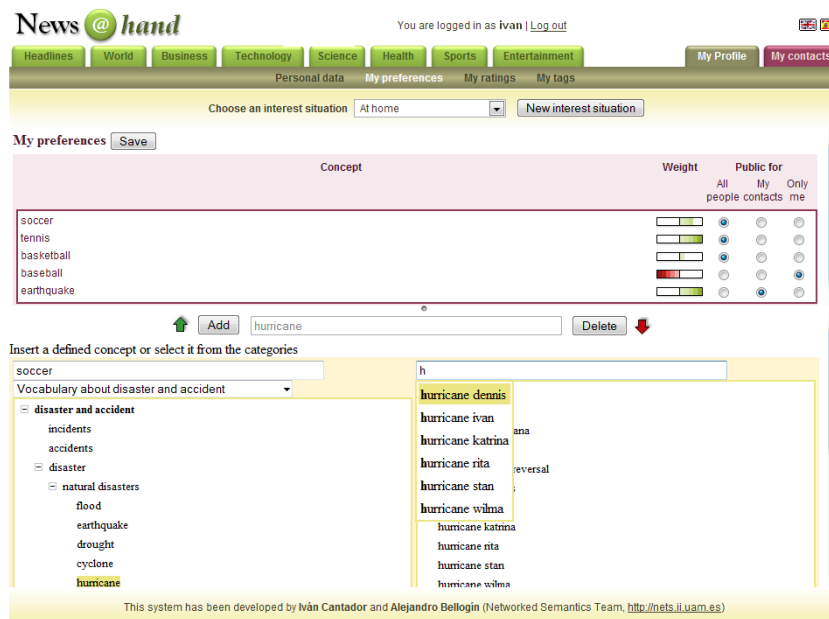 News @ hand
You are logged in as ivan | Log out
Headlines World Business Technology Science Health Sports Entertainment My Profile My contacts
Personal data My preferences My ratings My tags
Choose an interest situation At home New interest situation
My preferences Save
Concept Weight Public for
All people My contacts Only me
soccer
tennis
basketball
baseball
earthquake
Add hurricane Delete
Insert a defined concept or select it from the categories
soccer h
Vocabulary about disaster and accident
disaster and accident
incidents
accidents
disaster
natural disasters
flood
earthquake
drought
cyclone
hurricane
hurricane dennis
hurricane ivan
hurricane katrina
hurricane rita
hurricane stan
hurricane wilma
ana
reversal
hurricane katrina
hurricane rita
hurricane stan
hurricane wilma
This system has been developed by Iván Cantador and Alejandro Bellogín (Networked Semantics Team, http://nets.ii.uam.es)